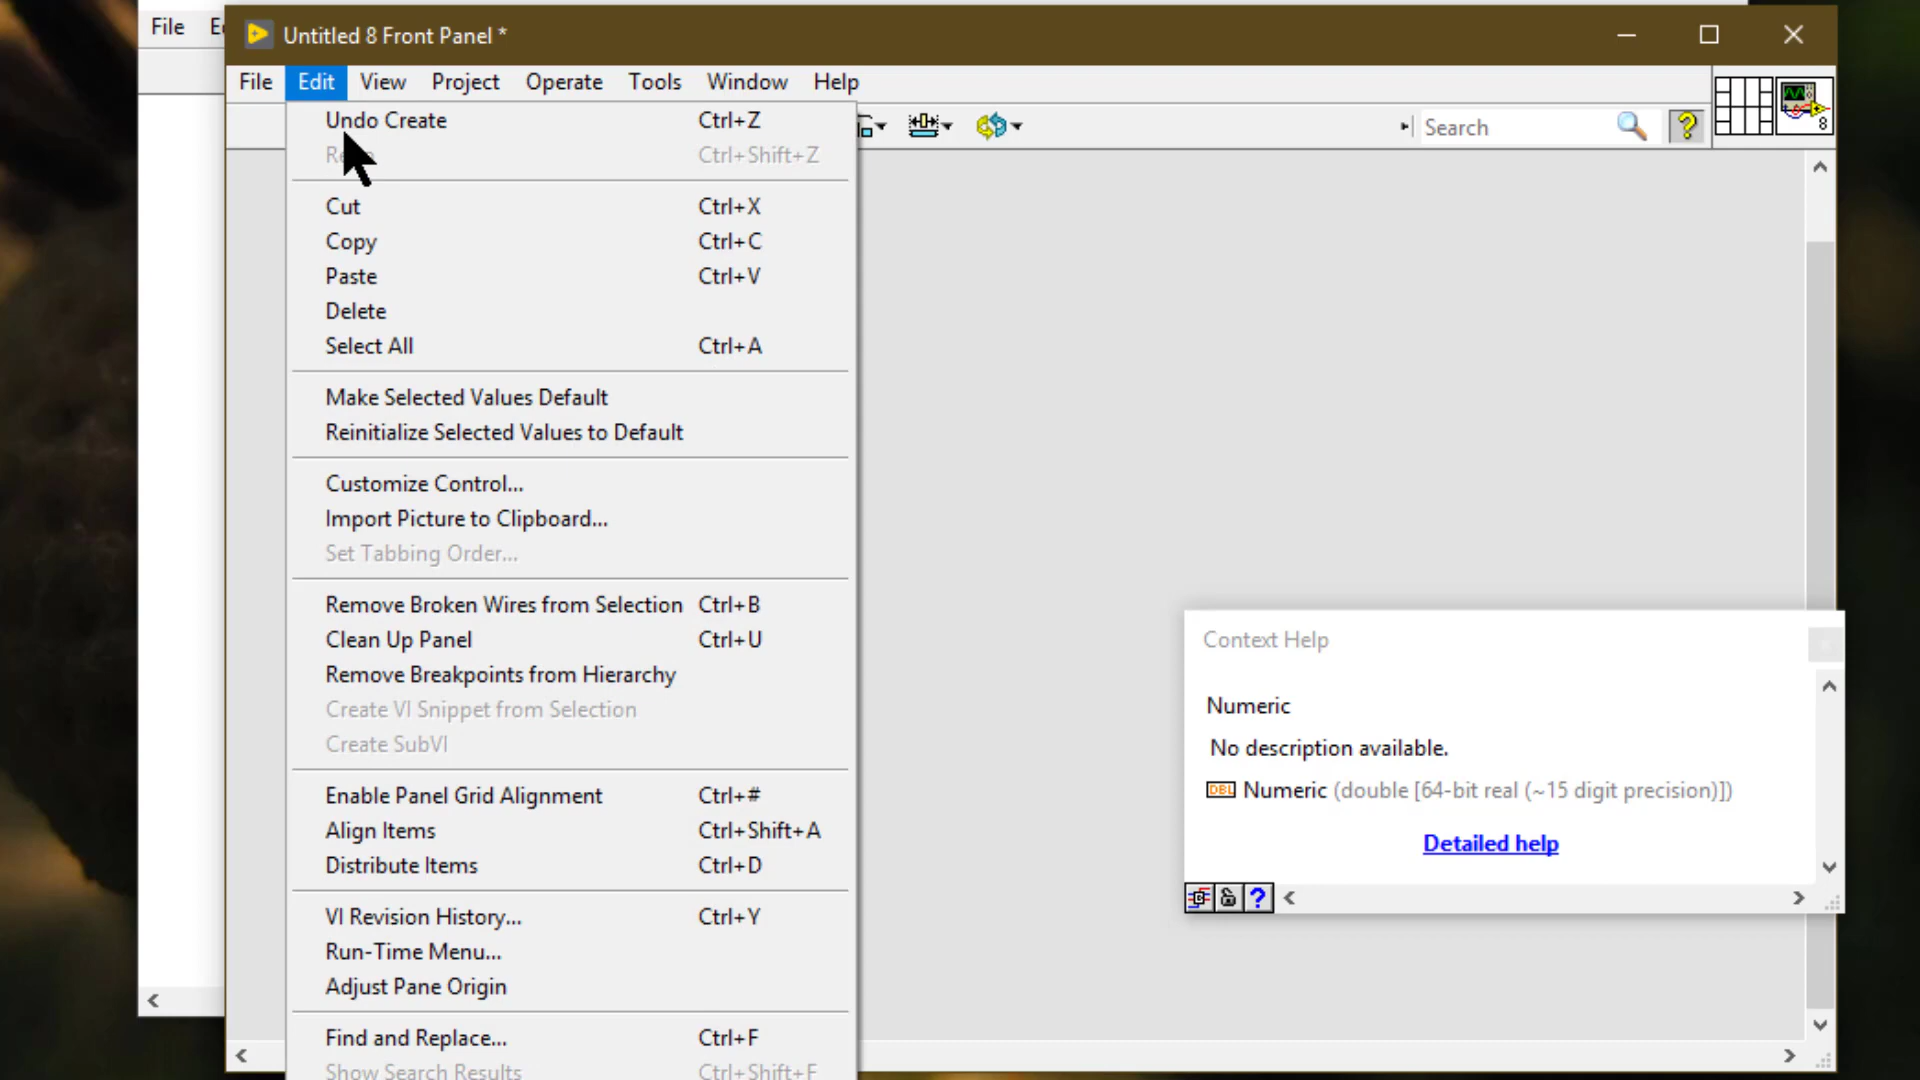 File
Untitled 8 Front Panel *
File Edit View Project Operate Tools Window Help
Search
8
Undo Create Ctrl+Z
Ctrl+Shift+Z
Cut Ctrl+X
Copy Ctrl+C
Paste Ctrl+V
Delete
Select All Ctrl+A
Make Selected Values Default
Reinitialize Selected Values to Default
Customize Control...
Import Picture to Clipboard...
Set Tabbing Order...
Remove Broken Wires from Selection Ctrl+B
Clean Up Panel Ctrl+U
Remove Breakpoints from Hierarchy
Create VI Snippet from Selection
Create SubVI
Enable Panel Grid Alignment Ctrl+#
Align Items Ctrl+Shift+A
Distribute Items Ctrl+D
VI Revision History... Ctrl+Y
Run-Time Menu...
Adjust Pane Origin
Find and Replace... Ctrl+F
Show Search Results Ctrl+Shift+F
Context Help
Numeric
No description available.
DBL Numeric (double [64-bit real (~15 digit precision)])
Detailed help